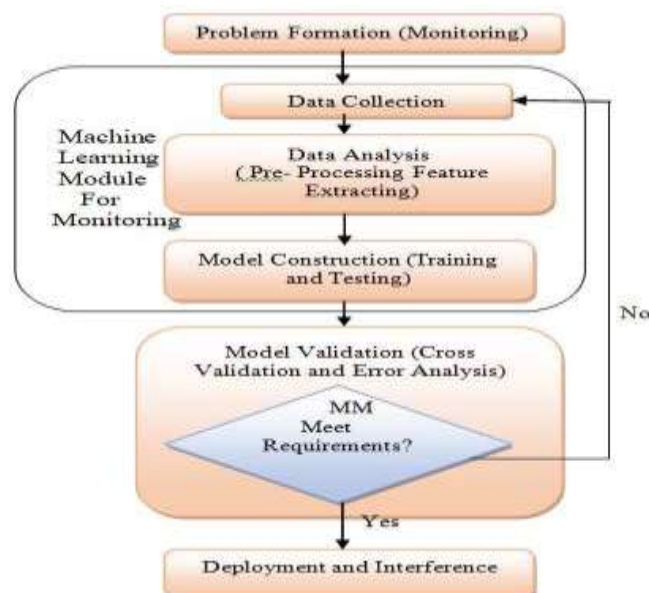 Problem Formation (Monitoring)
Data Collection
Machine
Learning
Module
For
Monitoring
Data Analysis
( Pre- Processing Feature
Extracting)
Model Construction (Training
and Testing)
No
Model Validation (Cross
Validation and Error Analysis)
MM
Meet
Requirements?
Yes
Deployment and Interference